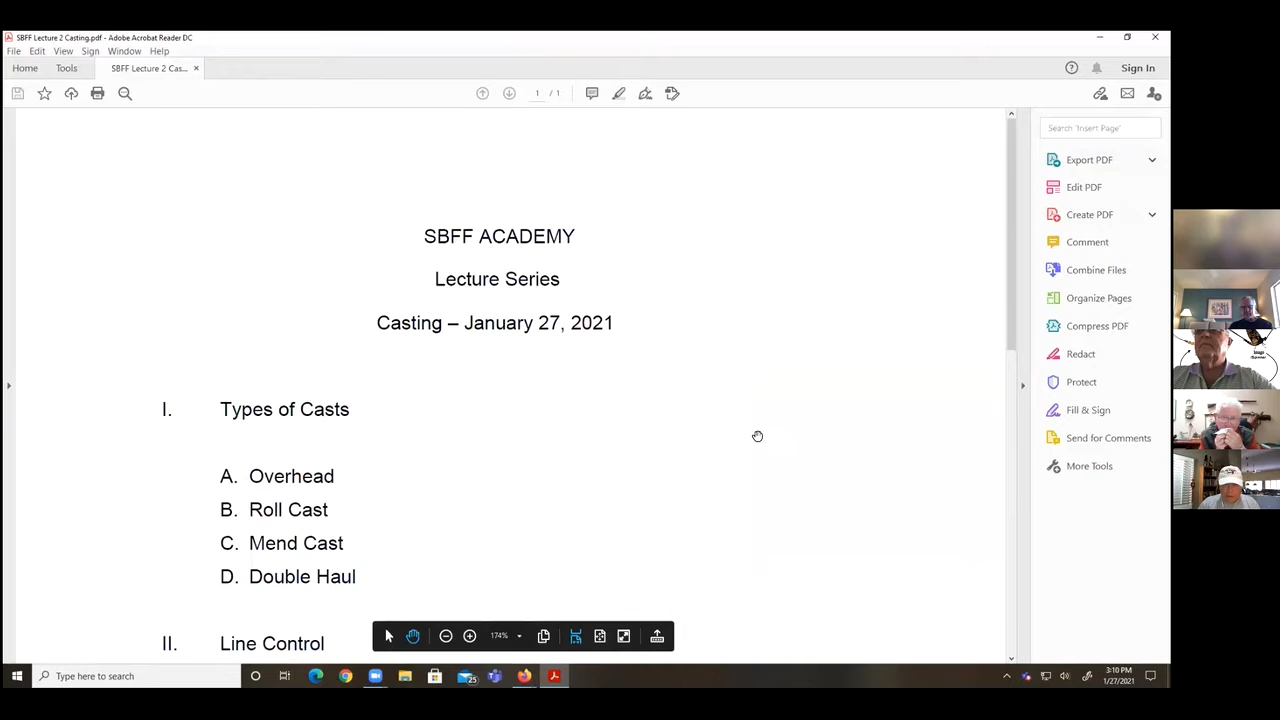 SBFF Lecture 2 Casting.pdf - Adobe Acrobat Reader DC
File Edit View Sign Window Help
Home Tools SBFF Lecture 2 Cas... × Sign In
1 / 1
Search 'Insert Page'
Export PDF
Edit PDF
Create PDF
Comment
Combine Files
Organize Pages
Compress PDF
Redact
Protect
Fill & Sign
Send for Comments
More Tools
SBFF ACADEMY
Lecture Series
Casting – January 27, 2021
I. Types of Casts
A. Overhead
B. Roll Cast
C. Mend Cast
D. Double Haul
II. Line Control
174%
Type here to search
25
3:10 PM
1/27/2021